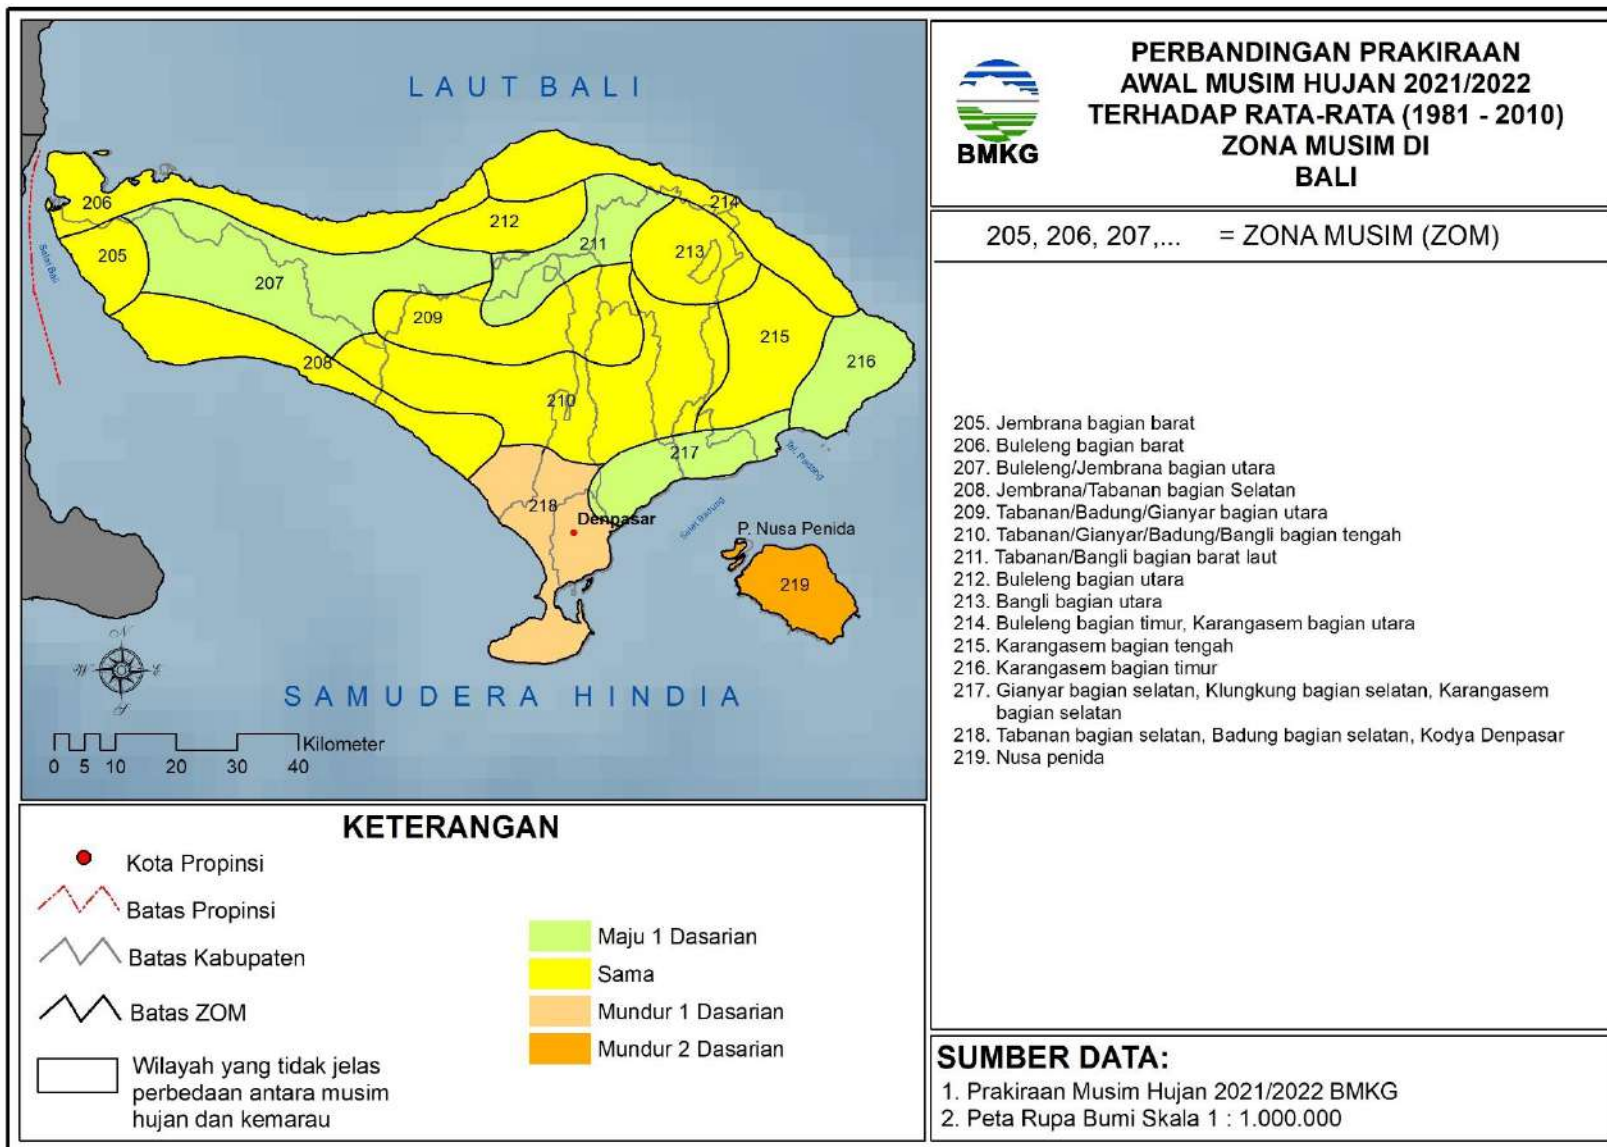 LAUT BALI
206
205
207
208
209
210
211
212
213
214
215
216
217
218
219
Selat Bali
Denpasar
P. Nusa Penida
Selat Badung
Tel. Padang
N
W
E
S
SAMUDERA HINDIA
Kilometer
0 5 10 20 30 40
BMKG
PERBANDINGAN PRAKIRAAN
AWAL MUSIM HUJAN 2021/2022
TERHADAP RATA-RATA (1981 - 2010)
ZONA MUSIM DI
BALI
205, 206, 207,... = ZONA MUSIM (ZOM)
205. Jembrana bagian barat
206. Buleleng bagian barat
207. Buleleng/Jembrana bagian utara
208. Jembrana/Tabanan bagian Selatan
209. Tabanan/Badung/Gianyar bagian utara
210. Tabanan/Gianyar/Badung/Bangli bagian tengah
211. Tabanan/Bangli bagian barat laut
212. Buleleng bagian utara
213. Bangli bagian utara
214. Buleleng bagian timur, Karangasem bagian utara
215. Karangasem bagian tengah
216. Karangasem bagian timur
217. Gianyar bagian selatan, Klungkung bagian selatan, Karangasem
bagian selatan
218. Tabanan bagian selatan, Badung bagian selatan, Kodya Denpasar
219. Nusa penida
KETERANGAN
Kota Propinsi
Batas Propinsi
Batas Kabupaten
Batas ZOM
Wilayah yang tidak jelas
perbedaan antara musim
hujan dan kemarau
Maju 1 Dasarian
Sama
Mundur 1 Dasarian
Mundur 2 Dasarian
SUMBER DATA:
1. Prakiraan Musim Hujan 2021/2022 BMKG
2. Peta Rupa Bumi Skala 1 : 1.000.000